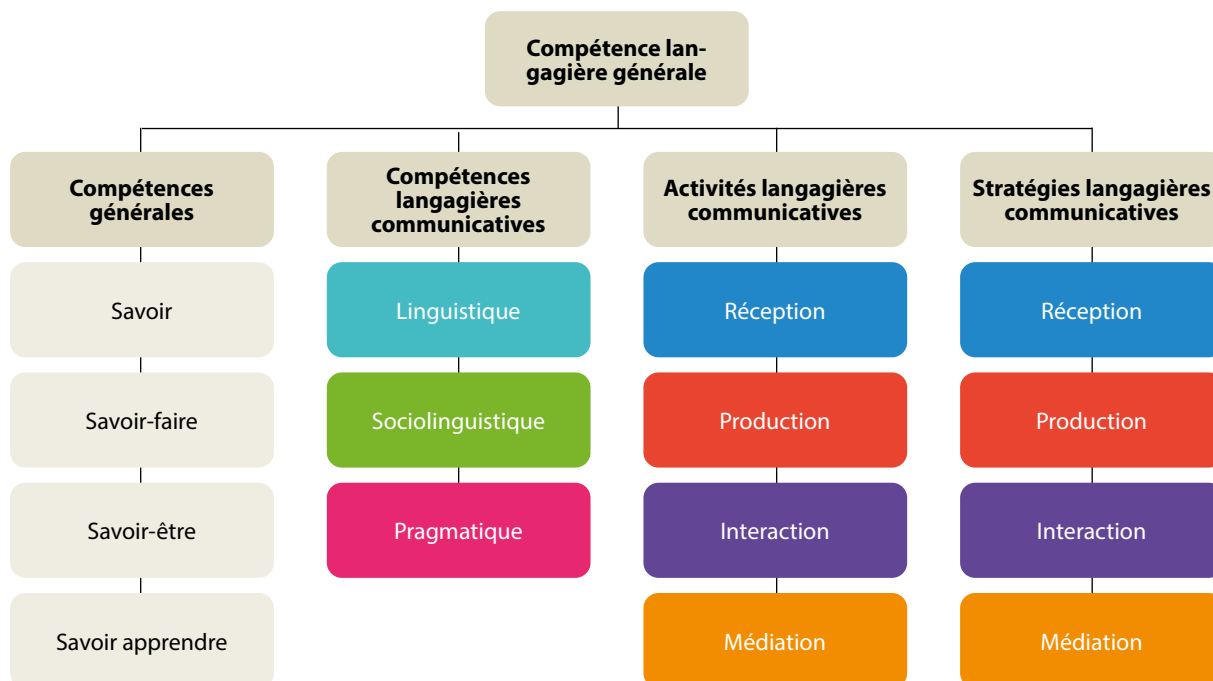 Compétence lan-
gagière générale
Compétences
générales
Compétences
langagières
communicatives
Activités langagières
communicatives
Stratégies langagières
communicatives
Savoir
Linguistique
Réception
Réception
Savoir-faire
Sociolinguistique
Production
Production
Savoir-être
Pragmatique
Interaction
Interaction
Savoir apprendre
Médiation
Médiation